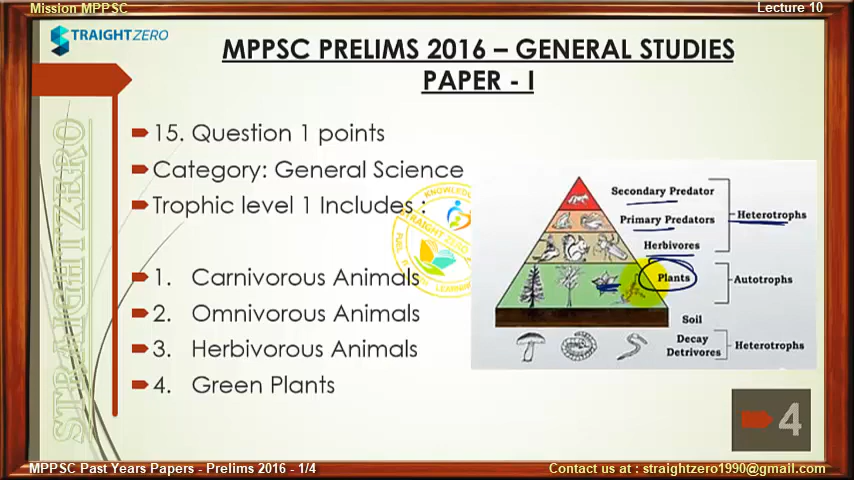 Mission MPPSC
Lecture 10
STRAIGHTZERO
MPPSC PRELIMS 2016 – GENERAL STUDIES
PAPER - I
15. Question 1 points
Category: General Science
Trophic level 1 Includes :
1. Carnivorous Animals
2. Omnivorous Animals
3. Herbivorous Animals
4. Green Plants
STRAIGHTZERO
KNOWLEDGE
STRAIGHT ZERO
Secondary Predator
Primary Predators
Heterotrophs
Herbivores
Plants
Autotrophs
Soil
Decay
Detrivores
Heterotrophs
4
MPPSC Past Years Papers - Prelims 2016 - 1/4
Contact us at : straightzero1990@gmail.com